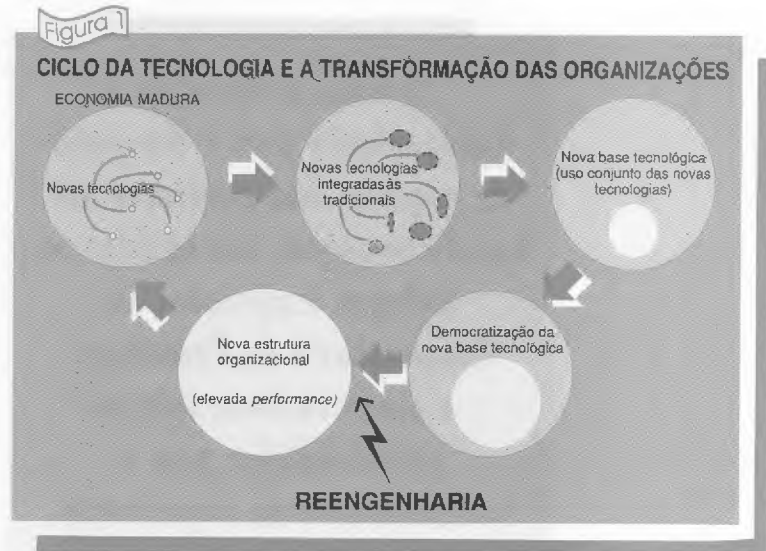 Figura 1
CICLO DA TECNOLOGIA E A TRANSFORMAÇÃO DAS ORGANIZAÇÕES
ECONOMIA MADURA
Novas tecnologias
Novas tecnologias
integradas às
tradicionais
Nova base tecnológica
(uso conjunto das novas
tecnologias)
Democratização da
nova base tecnológica
Nova estrutura
organizacional
(elevada performance)
REENGENHARIA